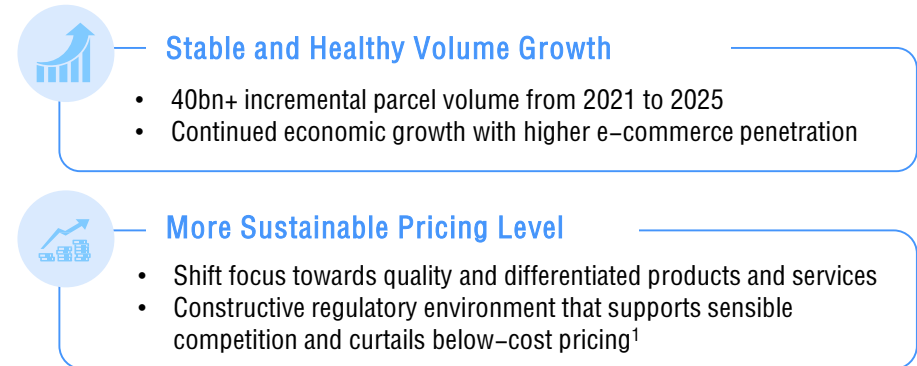 Stable and Healthy Volume Growth
• 40bn+ incremental parcel volume from 2021 to 2025
• Continued economic growth with higher e−commerce penetration
More Sustainable Pricing Level
• Shift focus towards quality and differentiated products and services
• Constructive regulatory environment that supports sensible
competition and curtails below−cost pricing¹